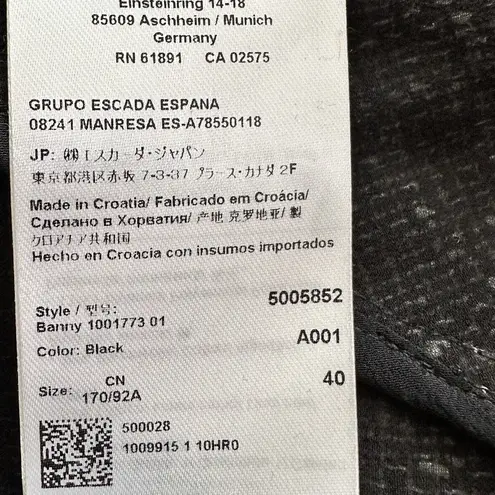 Einsteinring 14-18
85609 Aschheim / Munich
Germany
RN 61891 CA 02575
GRUPO ESCADA ESPANA
08241 MANRESA ES-A78550118
JP: ㈱エスカーダ・ジャパン
東京都港区赤坂 7-3-37 プラース・カナダ 2F
Made in Croatia/ Fabricado em Croácia/
Сделано в Хорватия/ 产地 克罗地亚/ 製
クロアチア共和国
Hecho en Croacia con insumos importados
Style / 型号: 5005852
Banny 1001773 01
Color: Black A001
Size: CN 40
170/92A
500028
1009915 1 10HR0